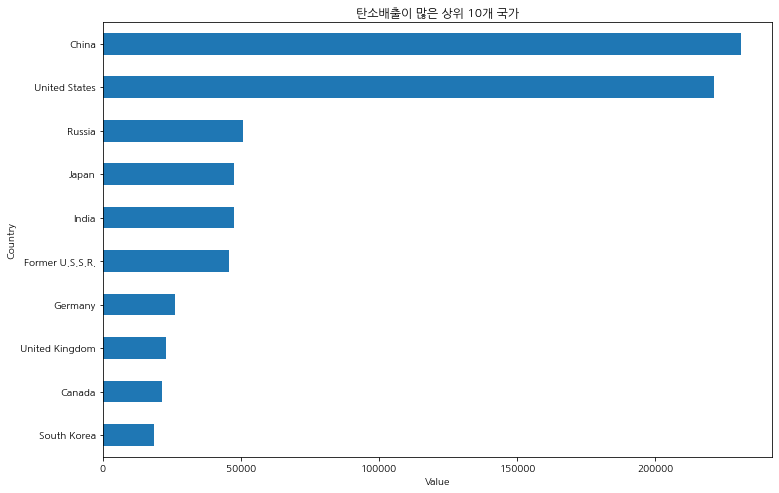 탄소배출이 많은 상위 10개 국가
China
United States
Russia
Japan
India
Former U.S.S.R.
Germany
United Kingdom
Canada
South Korea
Country
0 50000 100000 150000 200000
Value